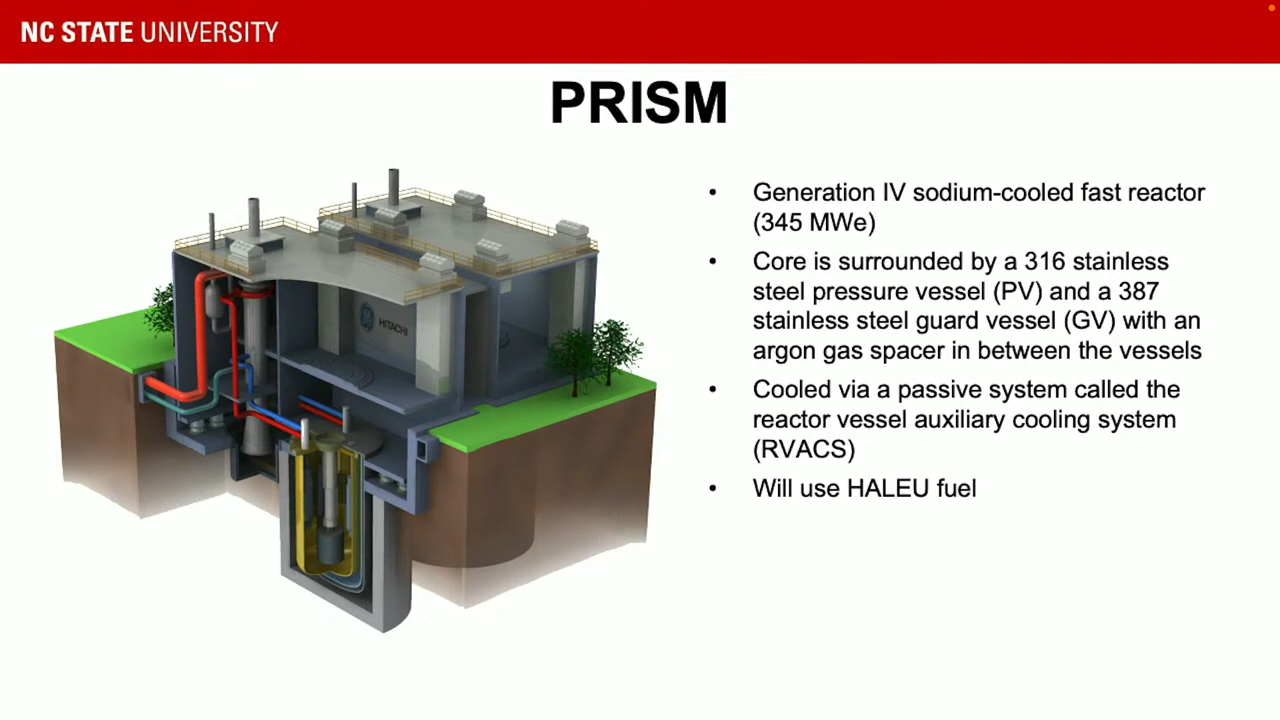 NC STATE UNIVERSITY
PRISM
• Generation IV sodium-cooled fast reactor
(345 MWe)
• Core is surrounded by a 316 stainless
steel pressure vessel (PV) and a 387
stainless steel guard vessel (GV) with an
argon gas spacer in between the vessels
• Cooled via a passive system called the
reactor vessel auxiliary cooling system
(RVACS)
• Will use HALEU fuel
HITACHI